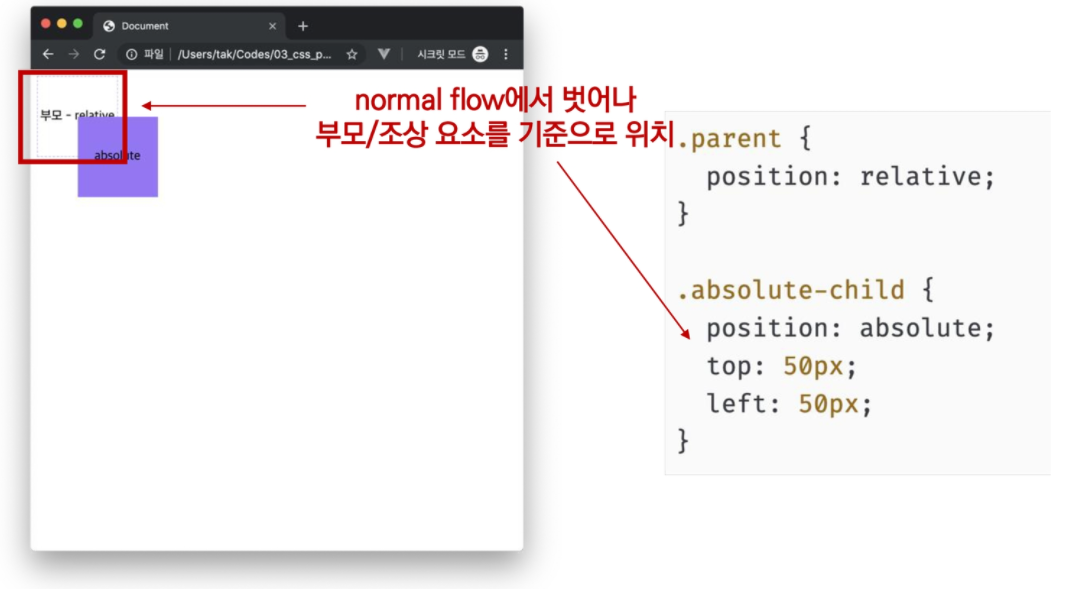 Document
파일 /Users/tak/Codes/03_css_p... 시크릿 모드
부모 - relative
absolute
normal flow에서 벗어나
부모/조상 요소를 기준으로 위치
.parent {
position: relative;
}
.absolute-child {
position: absolute;
top: 50px;
left: 50px;
}